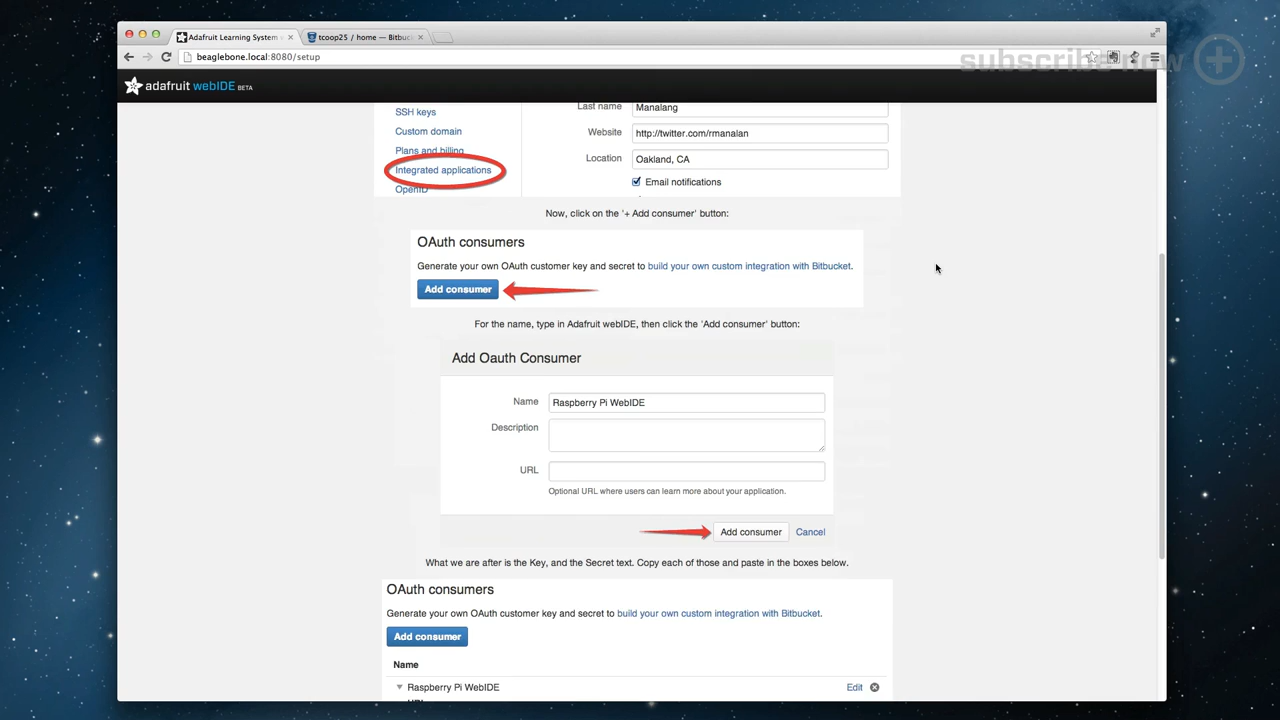 Adafruit Learning System
tcoop25 / home — Bitbuc
beaglebone.local:8080/setup
subscribe now
adafruit webIDE BETA
SSH keys
Custom domain
Plans and billing
Integrated applications
OpenID
Last name
Manalang
Website
http://twitter.com/rmanalan
Location
Oakland, CA
Email notifications
Now, click on the '+ Add consumer' button:
OAuth consumers
Generate your own OAuth customer key and secret to build your own custom integration with Bitbucket.
Add consumer
For the name, type in Adafruit webIDE, then click the 'Add consumer' button:
Add Oauth Consumer
Name
Raspberry Pi WebIDE
Description
URL
Optional URL where users can learn more about your application.
Add consumer
Cancel
What we are after is the Key, and the Secret text. Copy each of those and paste in the boxes below.
OAuth consumers
Generate your own OAuth customer key and secret to build your own custom integration with Bitbucket.
Add consumer
Name
Raspberry Pi WebIDE
Edit